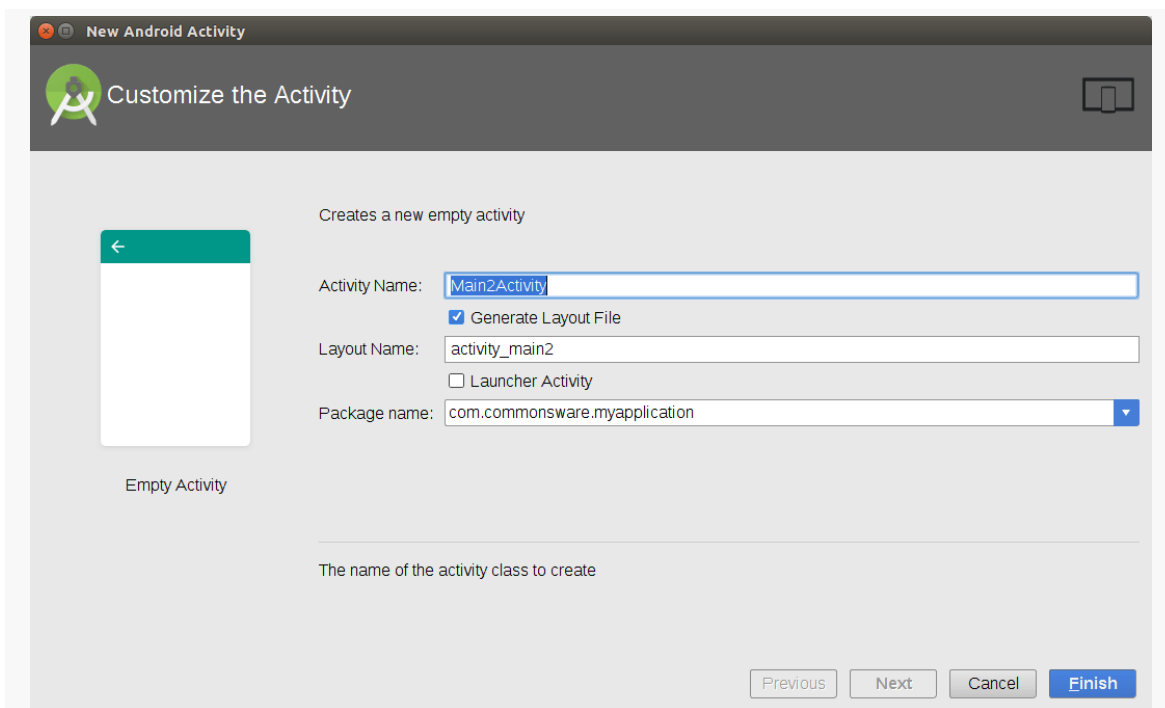 New Android Activity
Customize the Activity
Creates a new empty activity
Activity Name: Main2Activity
Generate Layout File
Layout Name: activity_main2
Launcher Activity
Package name: com.commonsware.myapplication
Empty Activity
The name of the activity class to create
Previous Next Cancel Finish